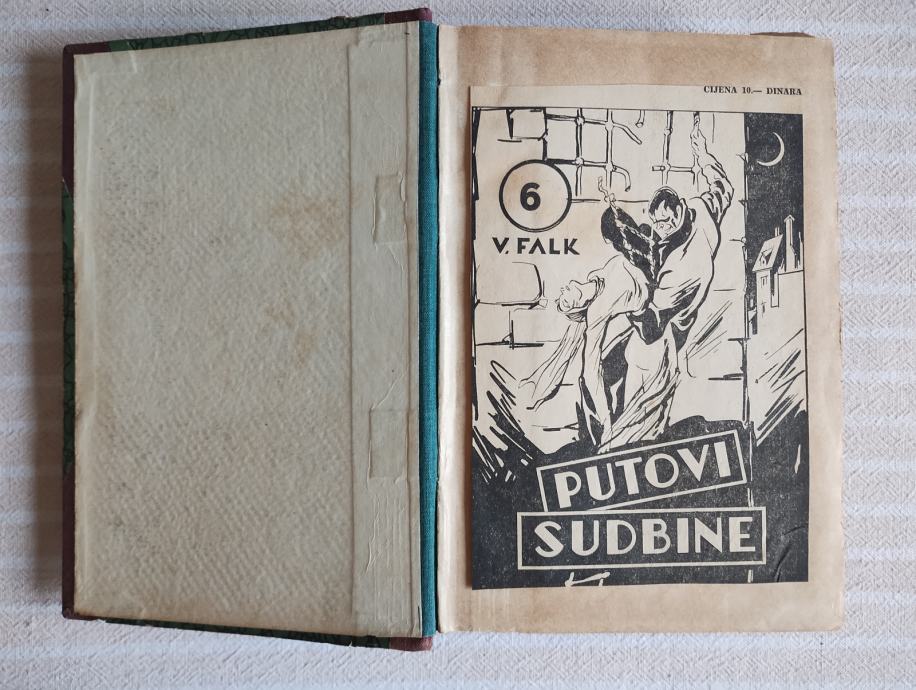 CIJENA 10.— DINARA
6
V. FALK
PUTOVI
SUDBINE